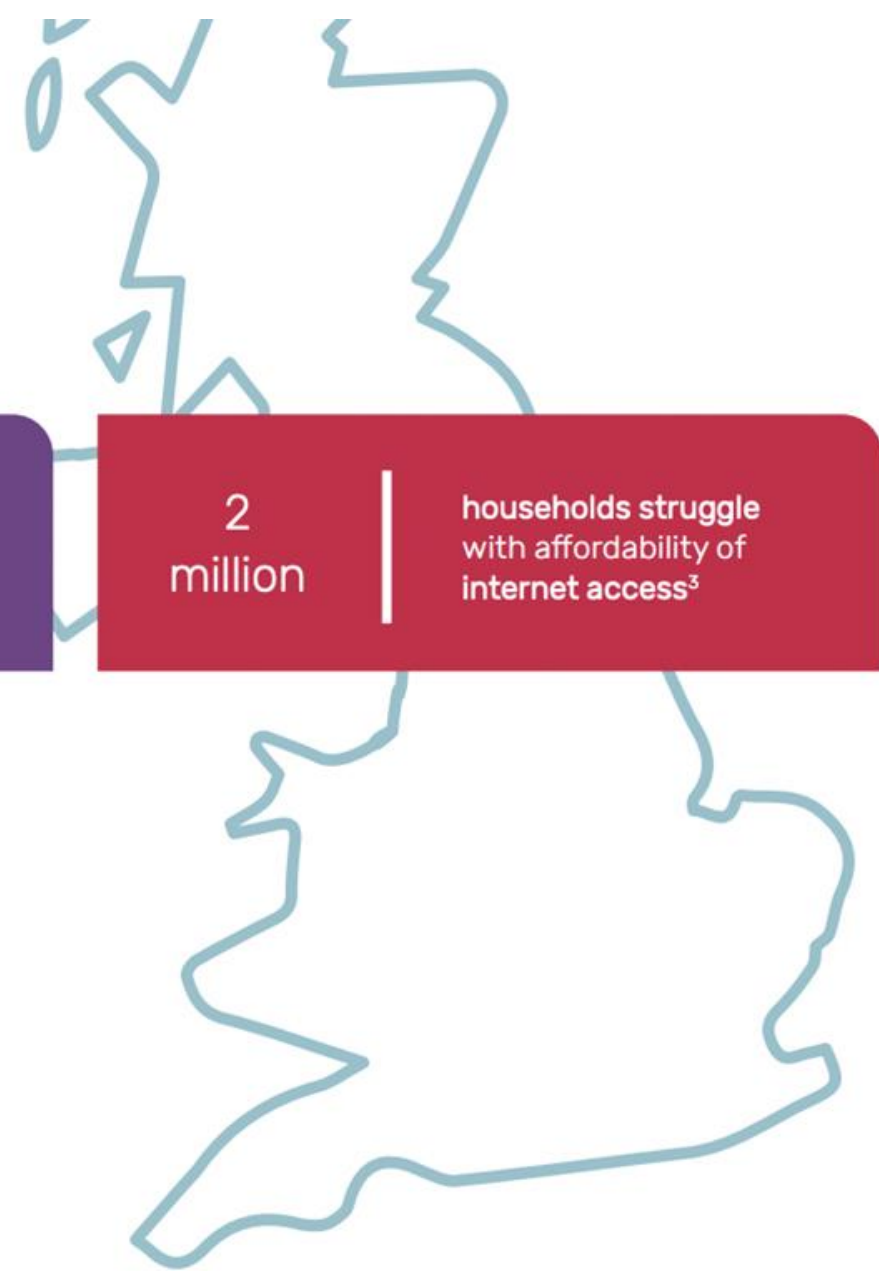 2
million
households struggle
with affordability of
internet access³